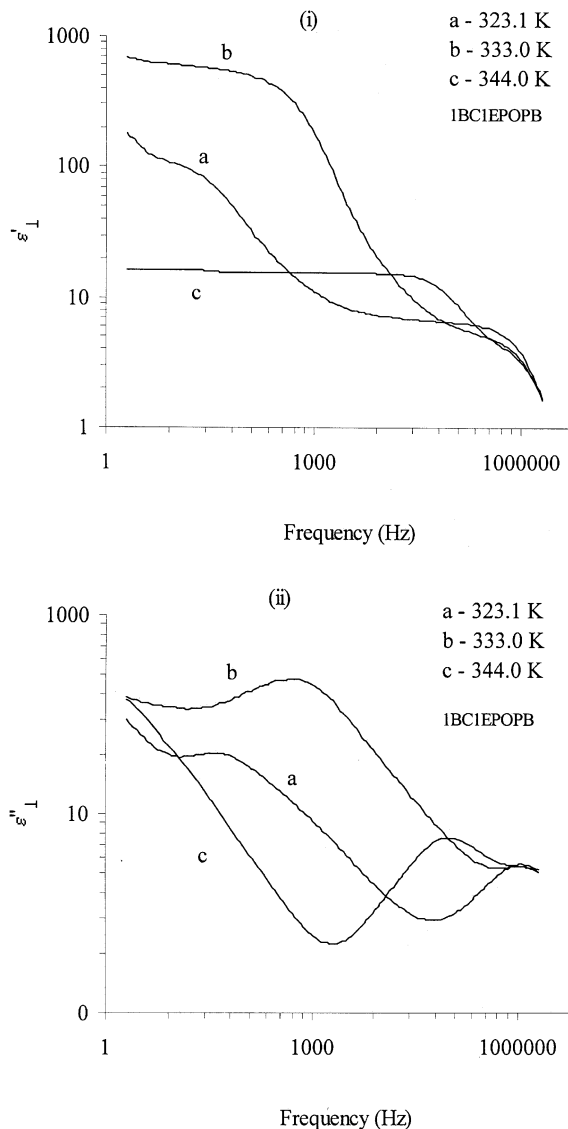 (i)
a - 323.1 K
b - 333.0 K
c - 344.0 K
1BC1EPOPB
1000
100
10
1
ε'⊥
b
a
c
1
1000
1000000
Frequency (Hz)
(ii)
a - 323.1 K
b - 333.0 K
c - 344.0 K
1BC1EPOPB
1000
10
0
ε"⊥
b
a
c
1
1000
1000000
Frequency (Hz)